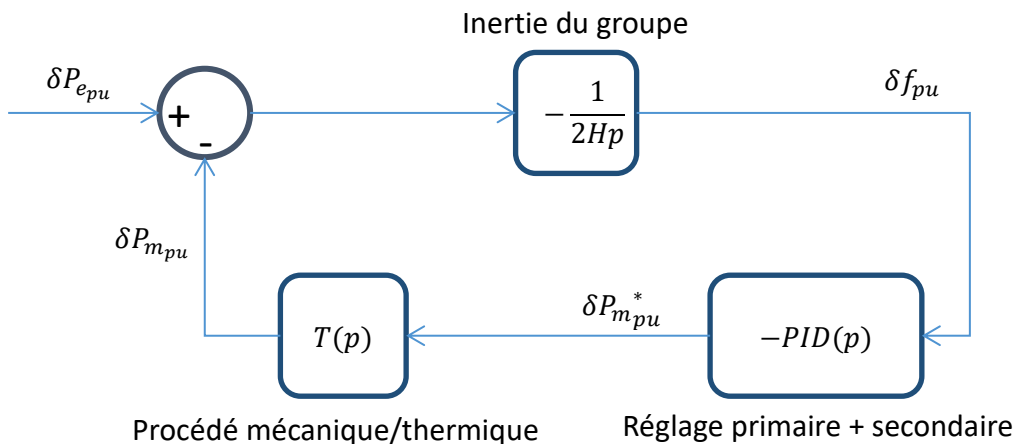 Inertie du groupe
δP_{e_{pu}}
+
-
-\frac{1}{2Hp}
δf_{pu}
δP_{m_{pu}}
T(p)
δP_{m_{pu}}^*
-PID(p)
Procédé mécanique/thermique
Réglage primaire + secondaire